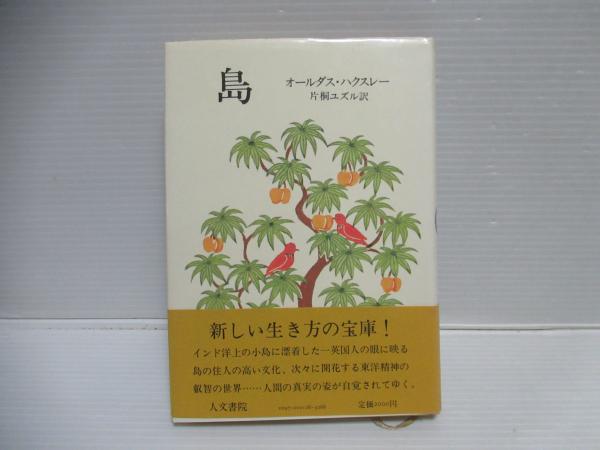 島
オールダス・ハクスレー
片桐ユズル訳
新しい生き方の宝庫！
インド洋上の小島に漂着した一英国人の眼に映る
島の住人の高い文化、次々に開花する東洋精神の
叡智の世界……人間の真実の姿が自覚されてゆく。
人文書院
定価2000円